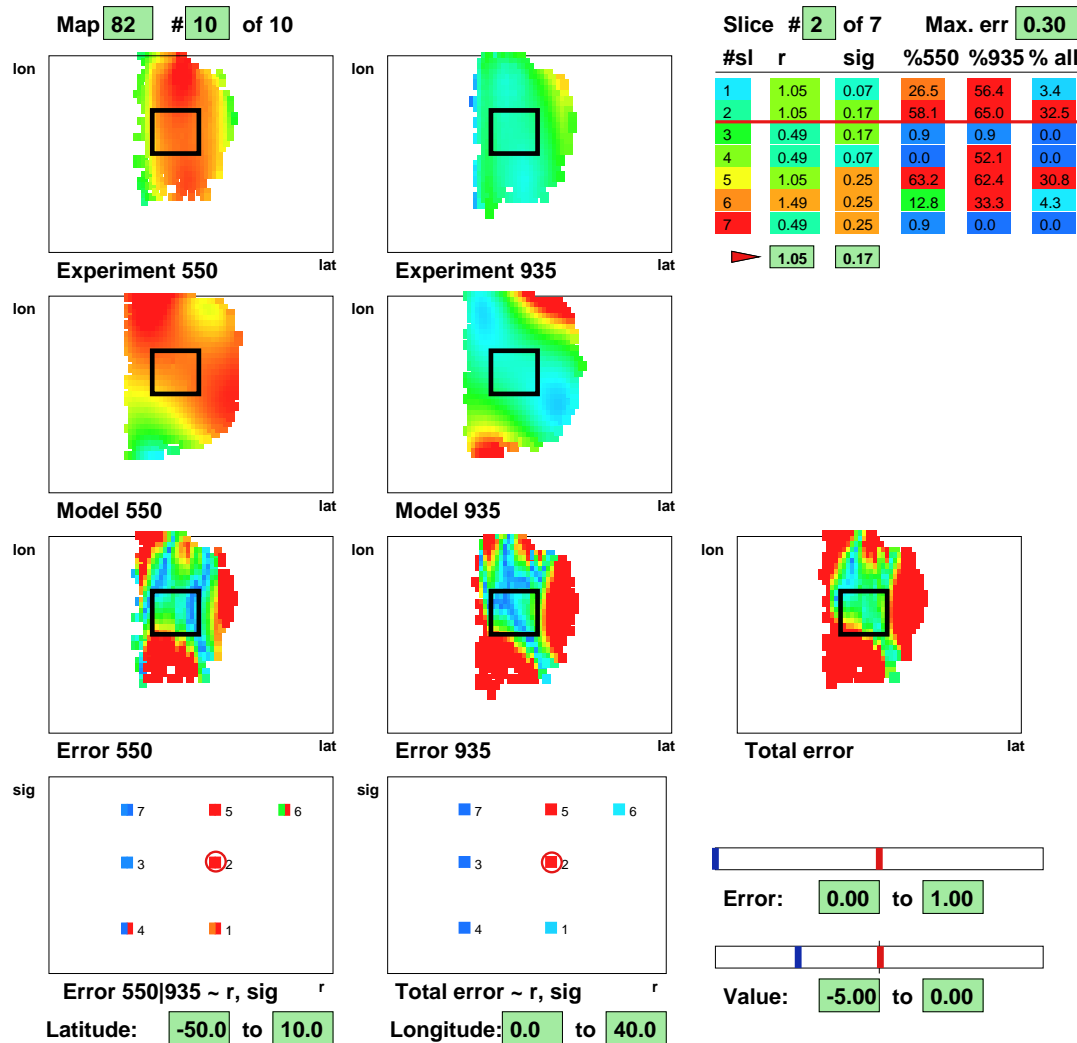 Map 82 # 10 of 10
Slice # 2 of 7 Max. err 0.30
#sl r sig %550 %935 % all
1 1.05 0.07 26.5 56.4 3.4
2 1.05 0.17 58.1 65.0 32.5
3 0.49 0.17 0.9 0.9 0.0
4 0.49 0.07 0.0 52.1 0.0
5 1.05 0.25 63.2 62.4 30.8
6 1.49 0.25 12.8 33.3 4.3
7 0.49 0.25 0.9 0.0 0.0
1.05 0.17
lon
Experiment 550 lat
lon
Experiment 935 lat
lon
Model 550 lat
lon
Model 935 lat
lon
Error 550 lat
lon
Error 935 lat
lon
Total error lat
sig
7 5 6
3 2
4 1
Error 550|935 ~ r, sig r
sig
7 5 6
3 2
4 1
Total error ~ r, sig r
Error: 0.00 to 1.00
Value: -5.00 to 0.00
Latitude: -50.0 to 10.0
Longitude: 0.0 to 40.0